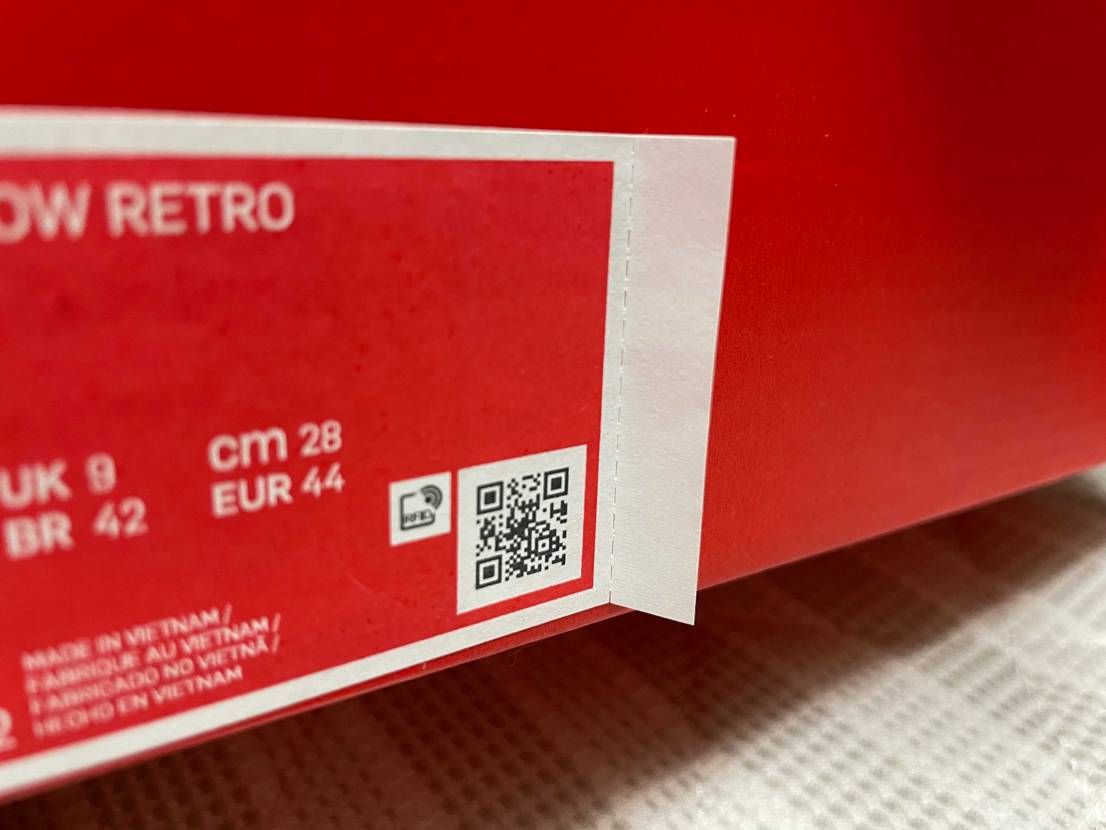 OW RETRO
UK 9
cm 28
BR 42
EUR 44
RFID
MADE IN VIETNAM /
FABRIQUE AU VIETNAM /
FABRICADO NO VIETNÃ /
HECHO EN VIETNAM
2